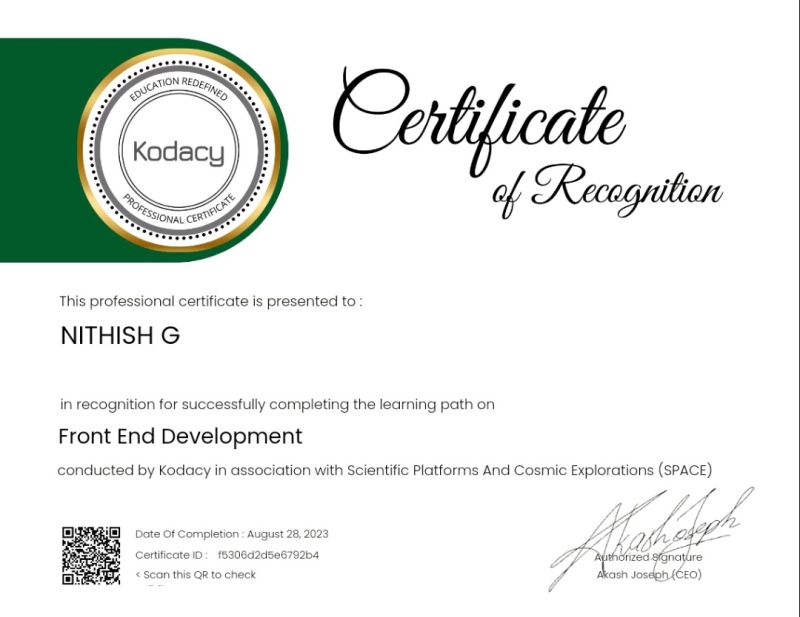 EDUCATION REDEFINED
Kodacy
PROFESSIONAL CERTIFICATE
Certificate
of Recognition
This professional certificate is presented to :
NITHISH G
in recognition for successfully completing the learning path on
Front End Development
conducted by Kodacy in association with Scientific Platforms And Cosmic Explorations (SPACE)
Date Of Completion : August 28, 2023
Certificate ID : f5306d2d5e6792b4
< Scan this QR to check
Akash Joseph
Authorized Signature
Akash Joseph (CEO)